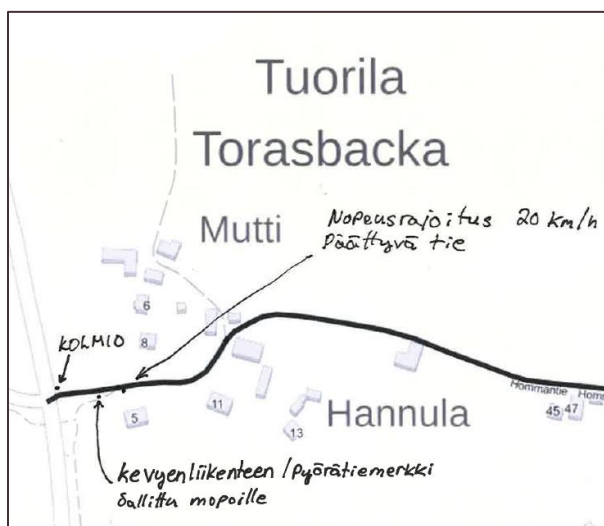 Tuorila
Torasbacka
Mutti
Nopeusrajoitus 20 km/h
Päättyvä tie
6
8
KOLMIO
Hommantie
Hom
5
11
13
Hannula
45
47
kevyenliikenteen / Pyörätiemerkki
Sallittu mopoille